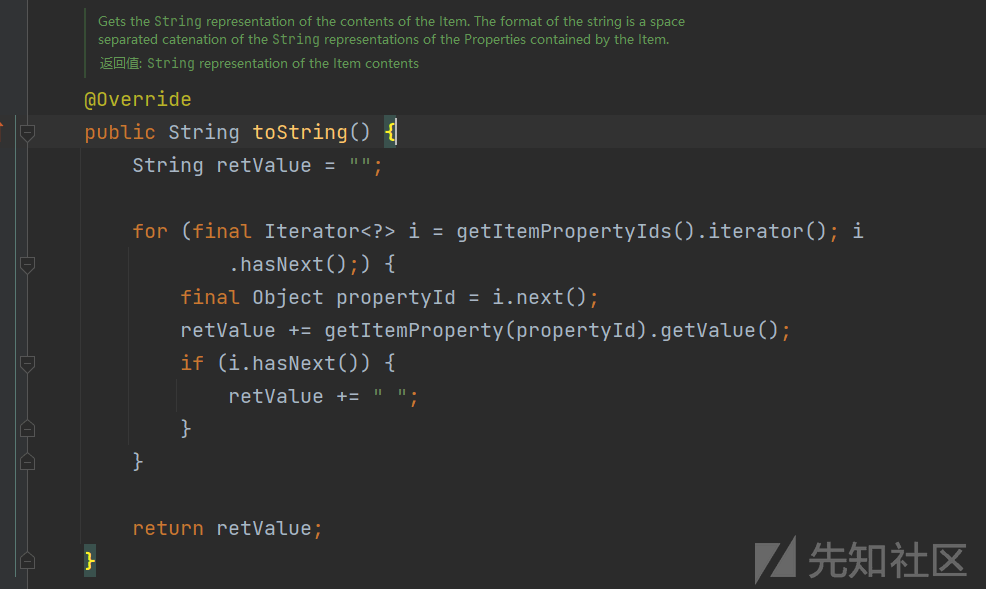 Gets the String representation of the contents of the Item. The format of the string is a space
separated catenation of the String representations of the Properties contained by the Item.
返回值: String representation of the Item contents
@Override
public String toString() {
String retValue = "";
for (final Iterator<?> i = getItemPropertyIds().iterator(); i
.hasNext();) {
final Object propertyId = i.next();
retValue += getItemProperty(propertyId).getValue();
if (i.hasNext()) {
retValue += " ";
}
}
return retValue;
}
先知社区